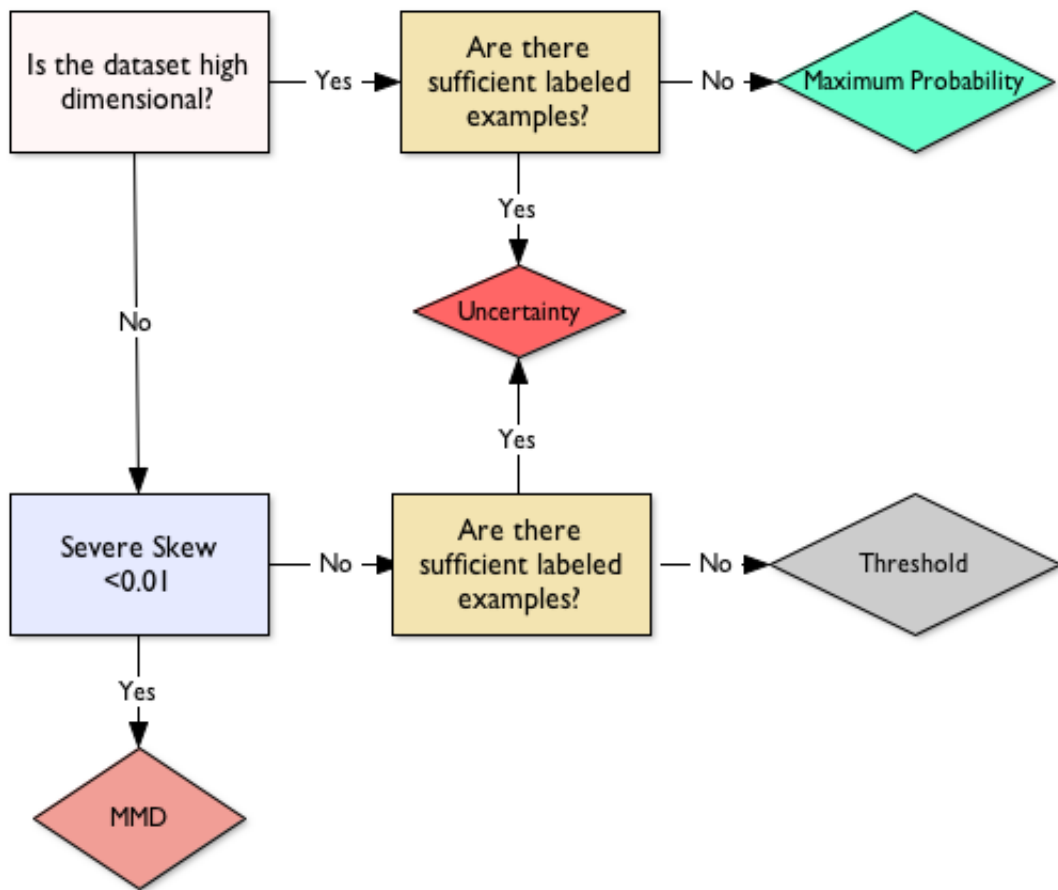 Is the dataset high
dimensional?
Yes
Are there
sufficient labeled
examples?
No
Maximum Probability
Yes
Uncertainty
No
Yes
Severe Skew
<0.01
No
Are there
sufficient labeled
examples?
No
Threshold
Yes
MMD